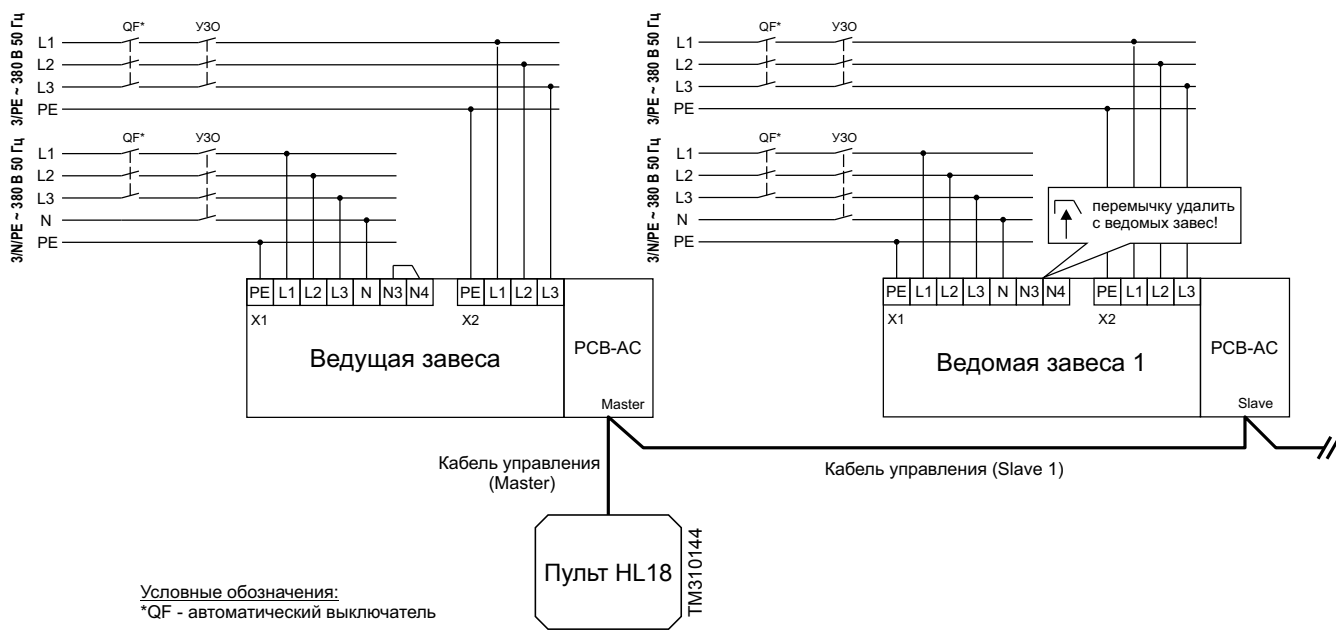 3/PE ~ 380 В 50 Гц
QF*
УЗО
L1
L2
L3
PE
3/N/PE ~ 380 В 50 Гц
QF*
УЗО
L1
L2
L3
N
PE
PE L1 L2 L3 N N3 N4
PE L1 L2 L3
X1
X2
Ведущая завеса
PCB-AC
Master
3/PE ~ 380 В 50 Гц
QF*
УЗО
L1
L2
L3
PE
3/N/PE ~ 380 В 50 Гц
QF*
УЗО
L1
L2
L3
N
PE
перемычку удалить
с ведомых завес!
PE L1 L2 L3 N N3 N4
PE L1 L2 L3
X1
X2
Ведомая завеса 1
PCB-AC
Slave
Кабель управления
(Master)
Кабель управления (Slave 1)
Пульт HL18
TM310144
Условные обозначения:
*QF - автоматический выключатель